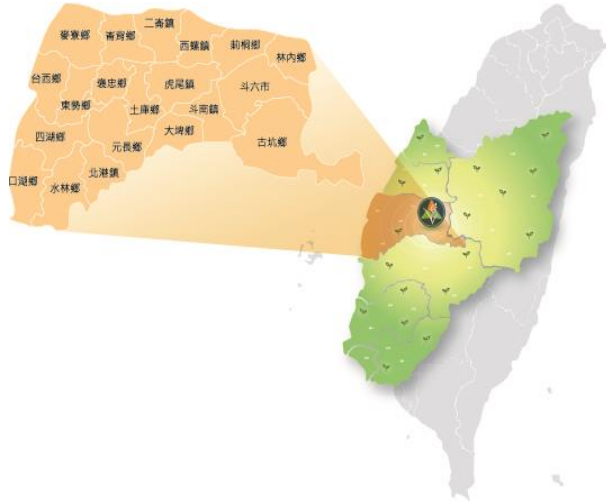 二崙鎮
麥寮鄉
崙背鄉
西螺鎮
莿桐鄉
林內鄉
台西鄉
褒忠鄉
虎尾鎮
斗六市
東勢鄉
土庫鄉
斗南鎮
四湖鄉
元長鄉
大埤鄉
古坑鄉
口湖鄉
水林鄉
北港鎮